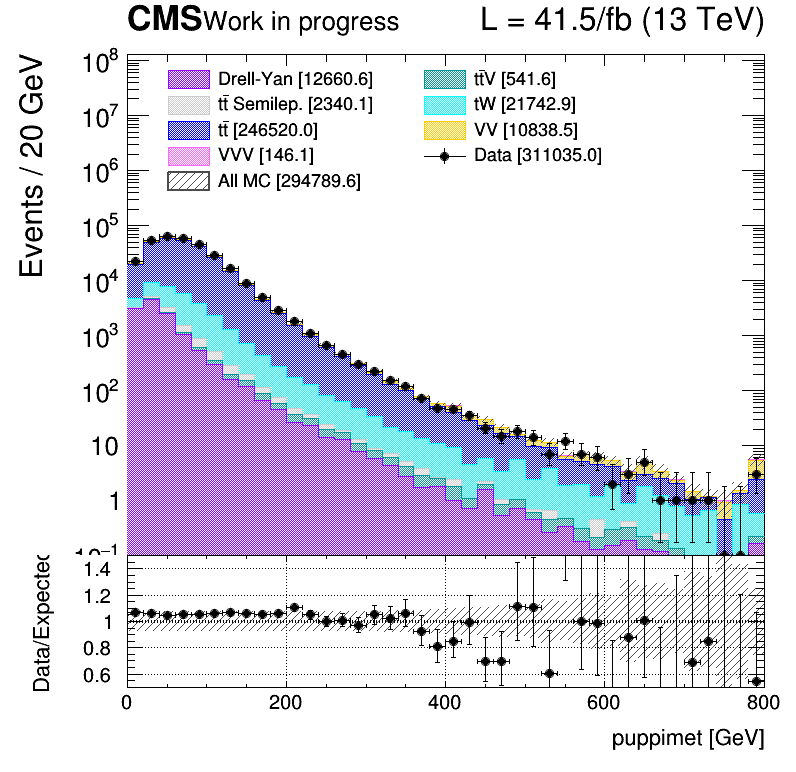 CMS Work in progress L = 41.5/fb (13 TeV)
Events / 20 GeV
10⁸
10⁷
10⁶
10⁵
10⁴
10³
10²
10
1
10⁻¹
Drell-Yan [12660.6]
tt̄ Semilep. [2340.1]
tt̄ [246520.0]
VVV [146.1]
All MC [294789.6]
tt̄V [541.6]
tW [21742.9]
VV [10838.5]
Data [311035.0]
Data/Expected
1.4
1.2
1
0.8
0.6
0 200 400 600 800
puppimet [GeV]